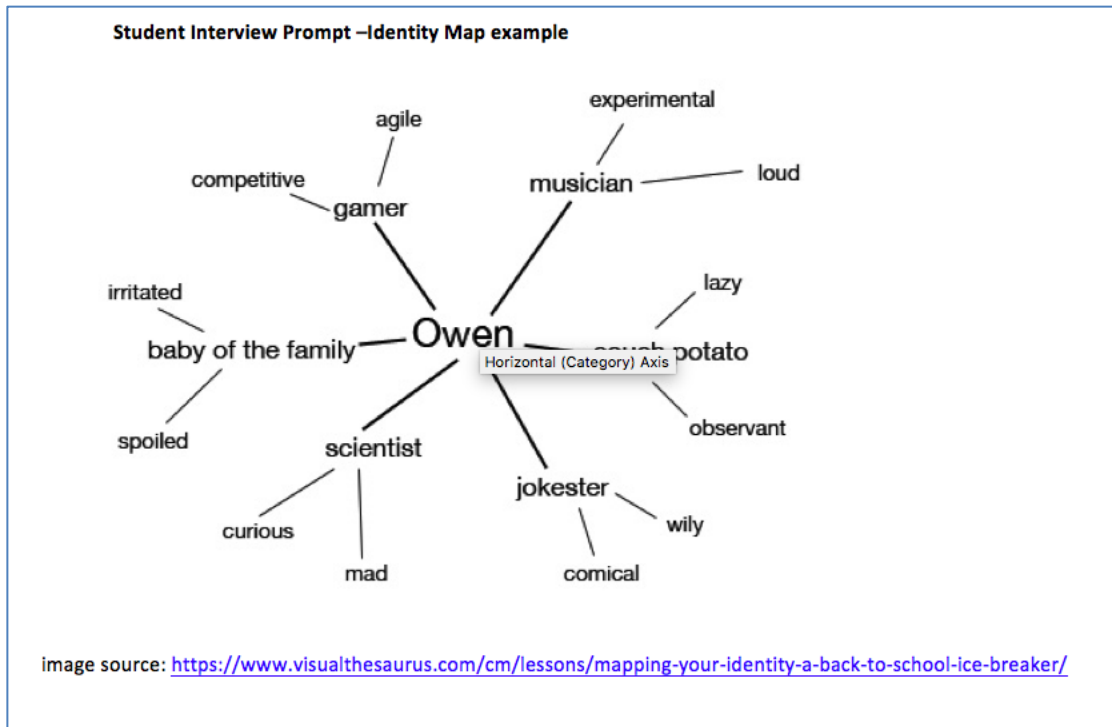 Student Interview Prompt –Identity Map example
experimental
agile
loud
competitive
musician
gamer
lazy
irritated
Owen
baby of the family
potato
Horizontal (Category) Axis
observant
spoiled
scientist
jokester
wily
curious
mad
comical
image source: https://www.visualthesaurus.com/cm/lessons/mapping-your-identity-a-back-to-school-ice-breaker/